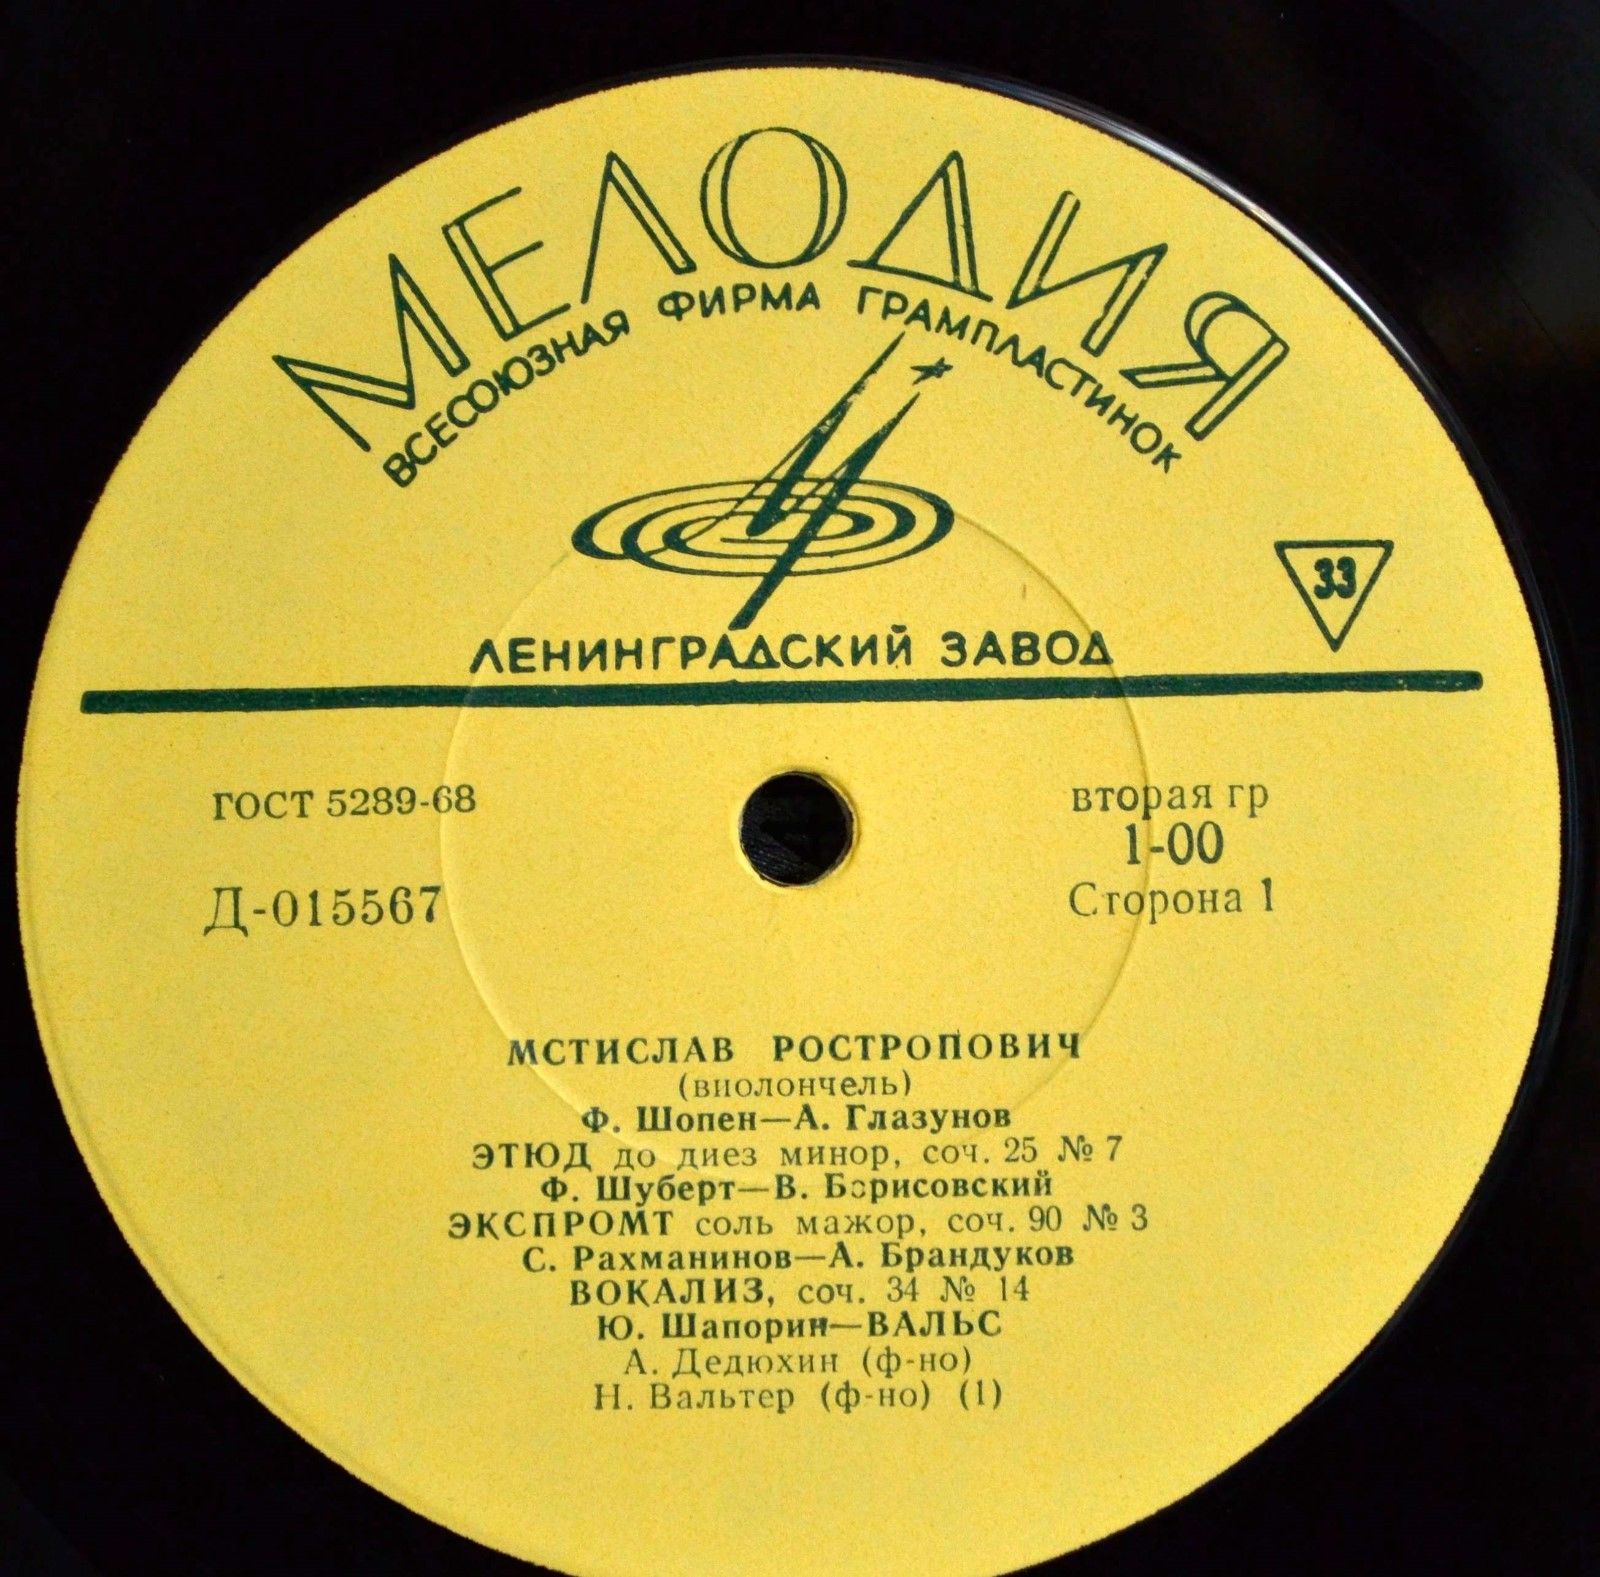 МЕЛОДИЯ
ВСЕСОЮЗНАЯ ФИРМА ГРАМПЛАСТИНОК
33
ЛЕНИНГРАДСКИЙ ЗАВОД
ГОСТ 5289-68
вторая гр
1-00
Д-015567
Сторона 1
МСТИСЛАВ РОСТРОПОВИЧ
(виолончель)
Ф. Шопен—А. Глазунов
ЭТЮД до диез минор, соч. 25 № 7
Ф. Шуберт—В. Борисовский
ЭКСПРОМТ соль мажор, соч. 90 № 3
С. Рахманинов—А. Брандуков
ВОКАЛИЗ, соч. 34 № 14
Ю. Шапорин—ВАЛЬС
А. Дедюхин (ф-но)
Н. Вальтер (ф-но) (1)